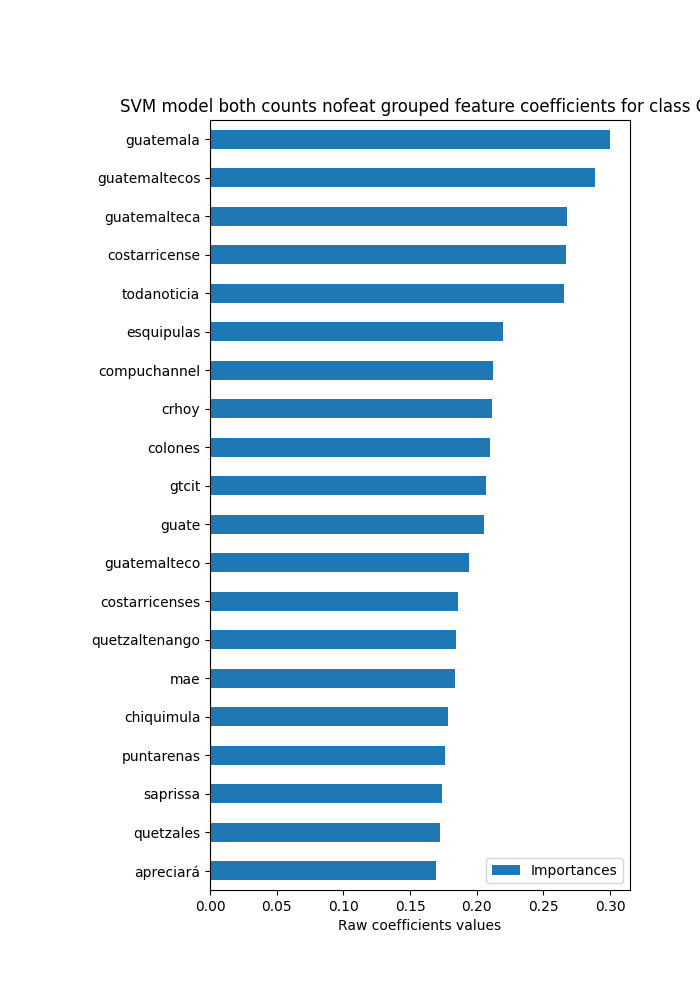 SVM model both counts nofeat grouped feature coefficients for class
guatemala
guatemaltecos
guatemalteca
costarricense
todanoticia
esquipulas
compuchannel
crhoy
colones
gtcit
guate
guatemalteco
costarricenses
quetzaltenango
mae
chiquimula
puntarenas
saprissa
quetzales
apreciará
Importances
0.00 0.05 0.10 0.15 0.20 0.25 0.30
Raw coefficients values